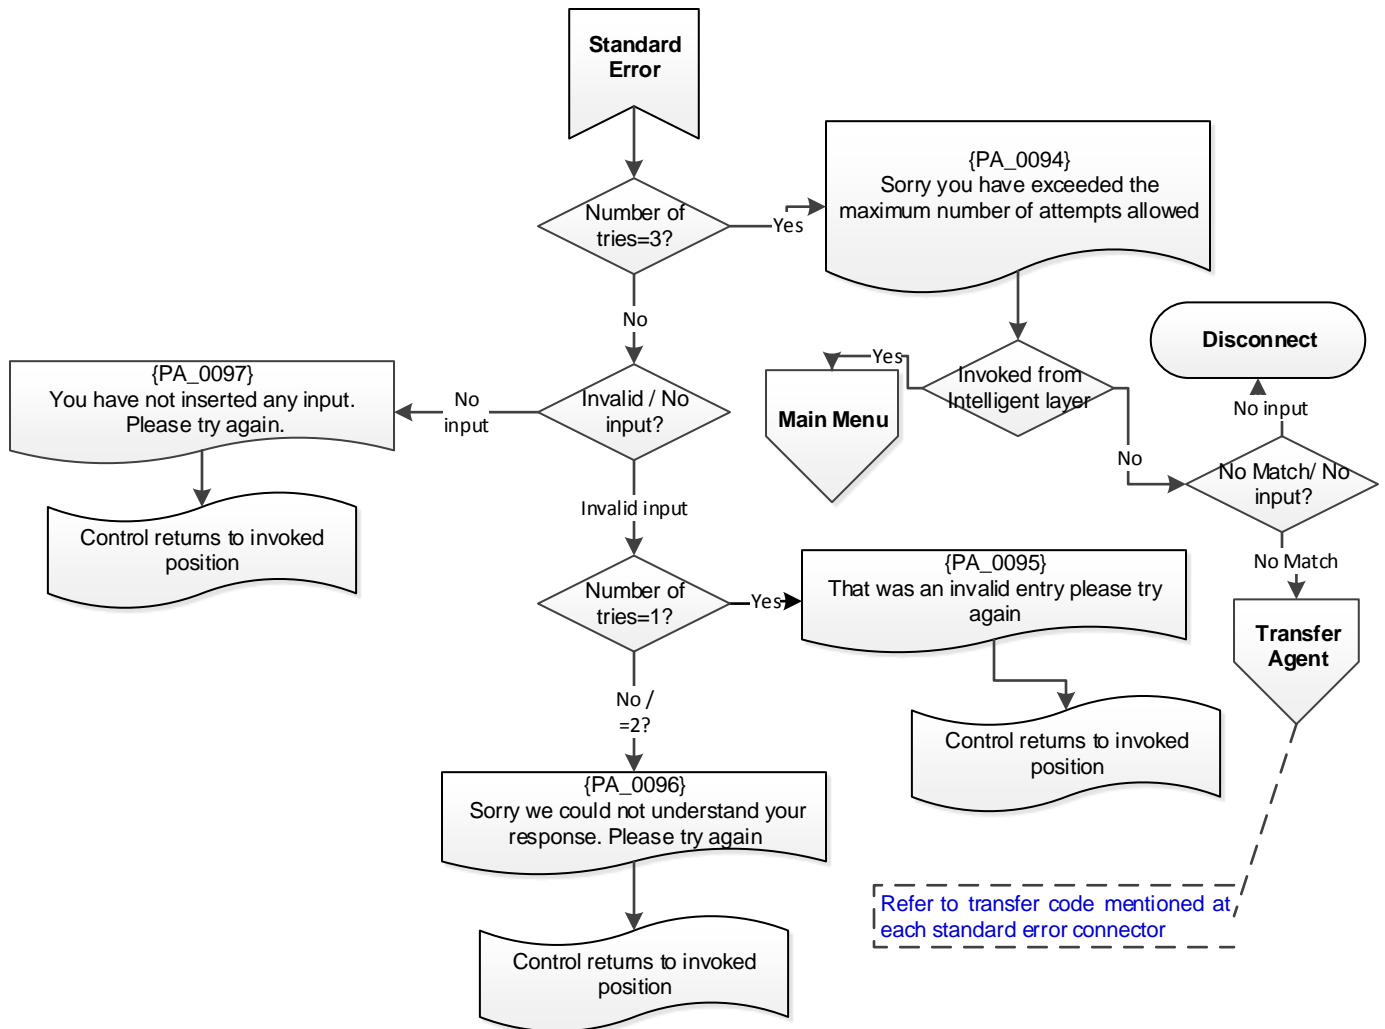 Standard
Error
Number of
tries=3?
Yes
{PA_0094}
Sorry you have exceeded the
maximum number of attempts allowed
No
Invalid / No
input?
No
input
{PA_0097}
You have not inserted any input.
Please try again.
Control returns to invoked
position
Yes
Invoked from
Intelligent layer
Main Menu
No
Disconnect
No input
No Match/ No
input?
No Match
Transfer
Agent
Invalid input
Number of
tries=1?
Yes
{PA_0095}
That was an invalid entry please try
again
Control returns to invoked
position
No /
=2?
{PA_0096}
Sorry we could not understand your
response. Please try again
Control returns to invoked
position
Refer to transfer code mentioned at
each standard error connector